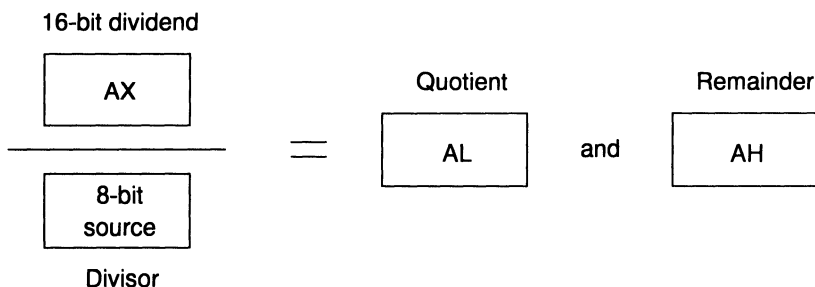 16-bit dividend
AX
8-bit
source
Divisor
=
Quotient
AL
and
Remainder
AH